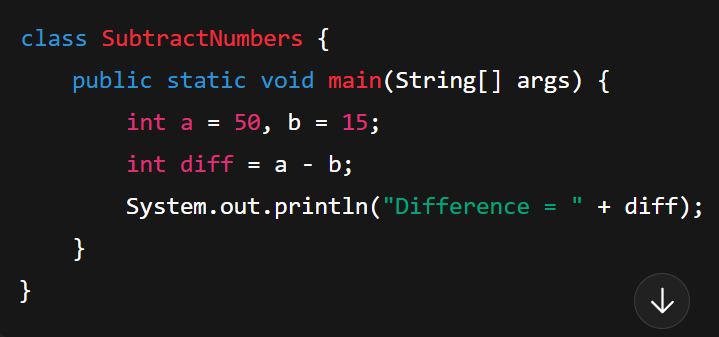 class SubtractNumbers {
    public static void main(String[] args) {
        int a = 50, b = 15;
        int diff = a - b;
        System.out.println("Difference = " + diff);
    }
}